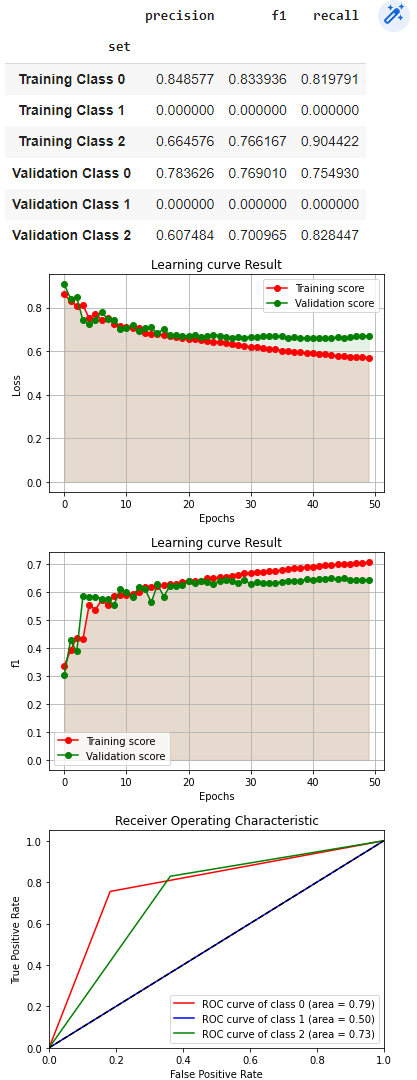 precision f1 recall
set
Training Class 0 0.848577 0.833936 0.819791
Training Class 1 0.000000 0.000000 0.000000
Training Class 2 0.664576 0.766167 0.904422
Validation Class 0 0.783626 0.769010 0.754930
Validation Class 1 0.000000 0.000000 0.000000
Validation Class 2 0.607484 0.700965 0.828447
Learning curve Result
Training score
Validation score
0.8
0.6
0.4
0.2
0.0
Loss
0 10 20 30 40 50
Epochs
Learning curve Result
0.7
0.6
0.5
0.4
0.3
0.2
0.1
0.0
f1
Training score
Validation score
0 10 20 30 40 50
Epochs
Receiver Operating Characteristic
1.0
0.8
0.6
0.4
0.2
0.0
True Positive Rate
ROC curve of class 0 (area = 0.79)
ROC curve of class 1 (area = 0.50)
ROC curve of class 2 (area = 0.73)
0.0 0.2 0.4 0.6 0.8 1.0
False Positive Rate